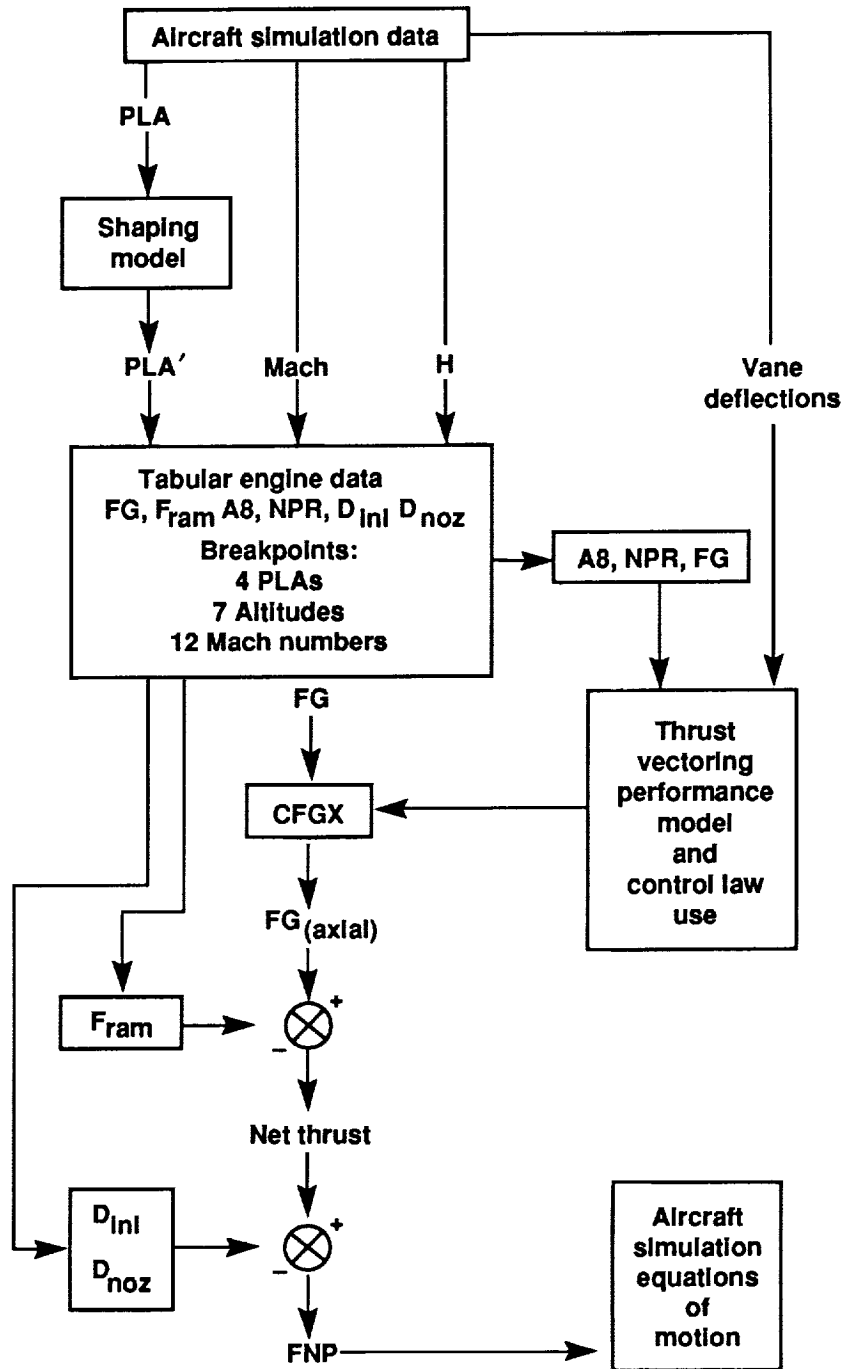 Aircraft simulation data
PLA
Shaping
model
PLA′
Mach
H
Vane
deflections
Tabular engine data
FG, Fram A8, NPR, Dinl Dnoz
Breakpoints:
4 PLAs
7 Altitudes
12 Mach numbers
A8, NPR, FG
FG
Thrust
vectoring
performance
model
and
control law
use
CFGX
FG(axial)
+
Fram
–
Net thrust
+
Dinl
Dnoz
–
Aircraft
simulation
equations
of
motion
FNP